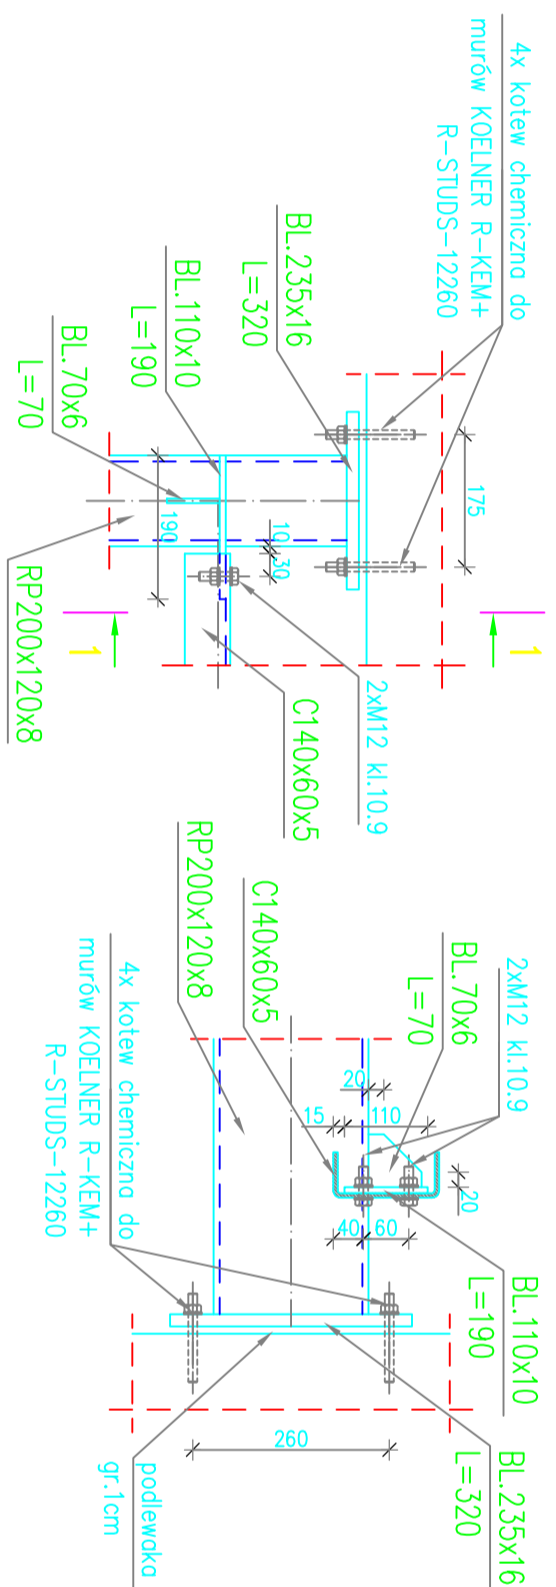 4x kotew chemiczna do
murów KOELNER R-KEM+
R-STUDS-12260
BL.235x16
L=320
BL.110x10
L=190
BL.70x6
L=70
RP200x120x8
175
190
10
30
1
1
2xM12 kl.10.9
C140x60x5
2xM12 kl.10.9
BL.70x6
L=70
C140x60x5
RP200x120x8
4x kotew chemiczna do
murów KOELNER R-KEM+
R-STUDS-12260
20
15
110
20
40
60
BL.110x10
L=190
BL.235x16
L=320
260
podlewaka
gr.1cm